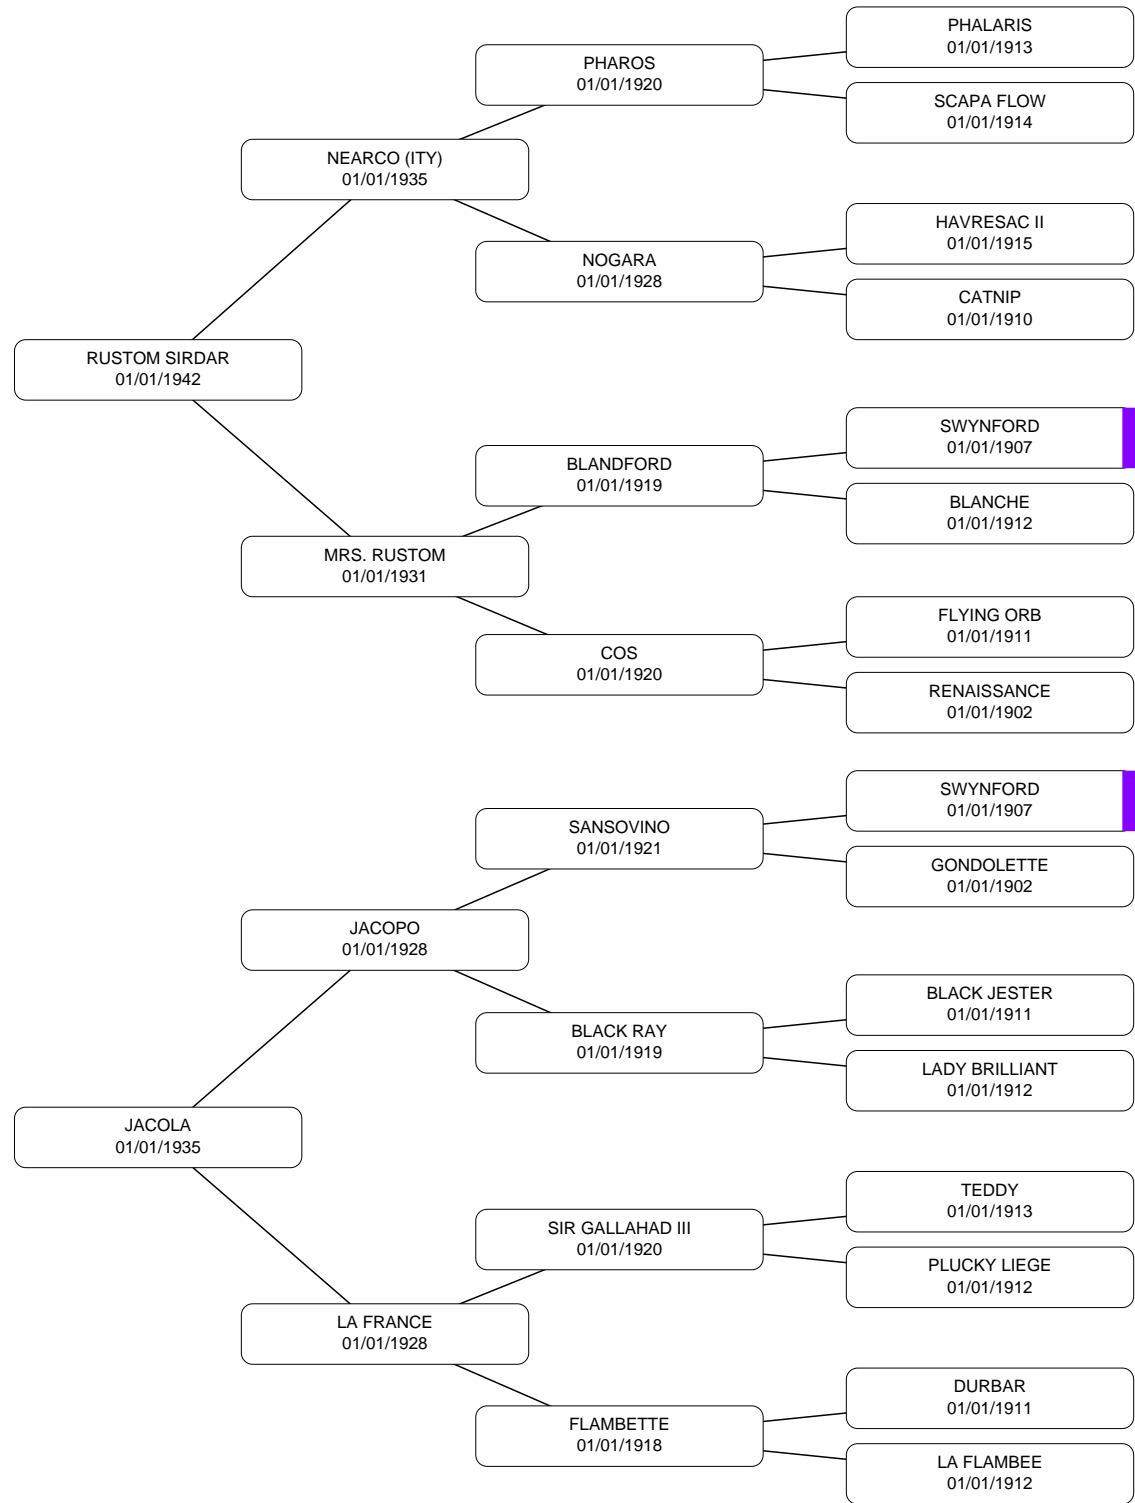 PHALARIS
01/01/1913
PHAROS
01/01/1920
SCAPA FLOW
01/01/1914
NEARCO (ITY)
01/01/1935
HAVRESAC II
01/01/1915
NOGARA
01/01/1928
CATNIP
01/01/1910
RUSTOM SIRDAR
01/01/1942
SWYNFORD
01/01/1907
BLANDFORD
01/01/1919
BLANCHE
01/01/1912
MRS. RUSTOM
01/01/1931
FLYING ORB
01/01/1911
COS
01/01/1920
RENAISSANCE
01/01/1902
SWYNFORD
01/01/1907
SANSOVINO
01/01/1921
GONDOLETTE
01/01/1902
JACOPO
01/01/1928
BLACK JESTER
01/01/1911
BLACK RAY
01/01/1919
LADY BRILLIANT
01/01/1912
JACOLA
01/01/1935
TEDDY
01/01/1913
SIR GALLAHAD III
01/01/1920
PLUCKY LIEGE
01/01/1912
LA FRANCE
01/01/1928
DURBAR
01/01/1911
FLAMBETTE
01/01/1918
LA FLAMBEE
01/01/1912